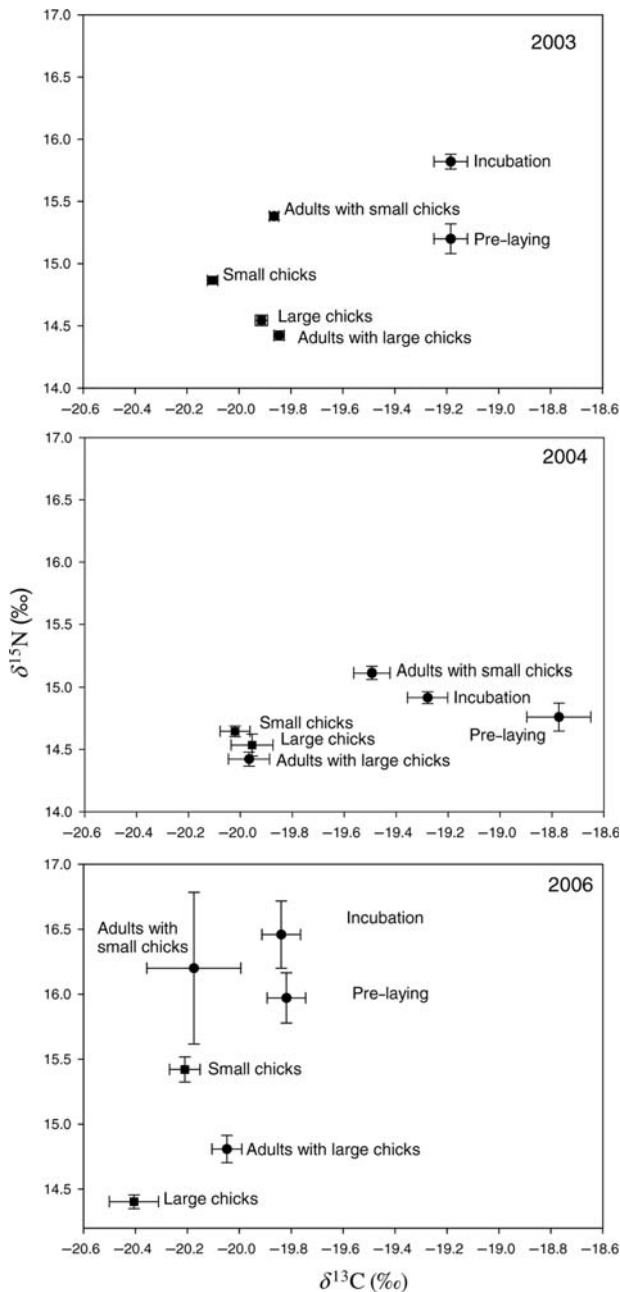 17.0
2003
16.5
16.0
Incubation
15.5
Adults with small chicks
Pre-laying
15.0
Small chicks
Large chicks
14.5
Adults with large chicks
14.0
−20.6 −20.4 −20.2 −20.0 −19.8 −19.6 −19.4 −19.2 −19.0 −18.8 −18.6
17.0
2004
16.5
16.0
15.5
Adults with small chicks
15.0
Incubation
Small chicks
Large chicks
Pre-laying
14.5
Adults with large chicks
14.0
−20.6 −20.4 −20.2 −20.0 −19.8 −19.6 −19.4 −19.2 −19.0 −18.8 −18.6
δ15N (‰)
17.0
2006
16.5
Adults with
small chicks
Incubation
16.0
Pre-laying
15.5
Small chicks
15.0
Adults with large chicks
14.5
Large chicks
−20.6 −20.4 −20.2 −20.0 −19.8 −19.6 −19.4 −19.2 −19.0 −18.8 −18.6
δ13C (‰)